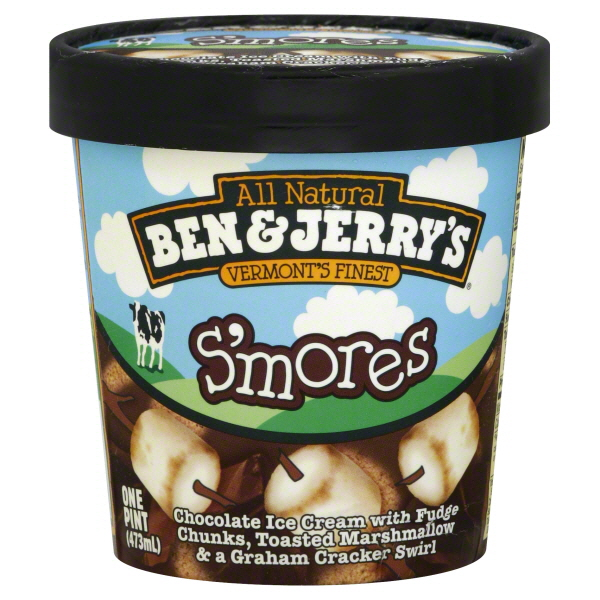 S'mores
All Natural
BEN & JERRY'S®
VERMONT'S FINEST
S'mores
ONE
PINT
(473mL)
Chocolate Ice Cream with Fudge
Chunks, Toasted Marshmallow
& a Graham Cracker Swirl